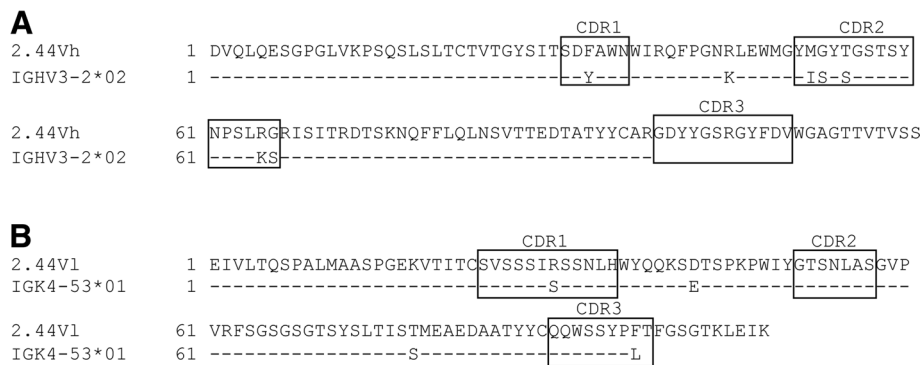 A
CDR1 CDR2
2.44Vh 1 DVQLQESGPGLVKPSQSLSLTCTVTGYSITSDFAWNWIRQFPGNRLEWMGYMGYTGSTSY
IGHV3-2*02 1 --------------------------------Y-----------K------IS-S-----
CDR3
2.44Vh 61 NPSLRGRISITRDTSKNQFFLQLNSVTTEDTATYYCARGDYYGSRGYFDVWGAGTTVTVSS
IGHV3-2*02 61 ----KS--------------------------------
B
CDR1 CDR2
2.44Vl 1 EIVLTQSPALMAASPGEKVTITCSVSSSIRSSNLHWYQQKSDTSPKPWIYGTSNLASGVP
IGK4-53*01 1 -----------------------------S-----------E------------------
CDR3
2.44Vl 61 VRFSGSGSGTSYSLTISTMEAEDAATYYCQQWSSYPFTFGSGTKLEIK
IGK4-53*01 61 -----------------S------------------L